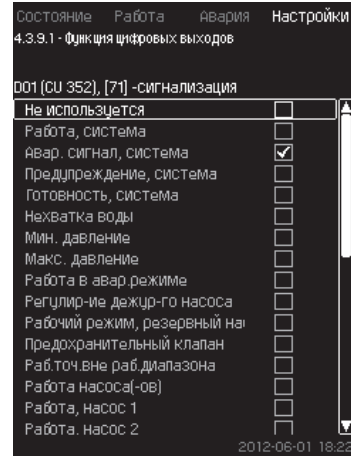 Состояние Работа Авария Настройки
4.3.9.1 - Функция цифровых выходов
DO1 (CU 352), [71] -сигнализация
Не используется
Работа, система
Авар. сигнал, система
Предупреждение, система
Готовность, система
Нехватка воды
Мин. давление
Макс. давление
Работа в авар.режиме
Регулир-ие дежур-го насоса
Рабочий режим, резервный на
Предохранительный клапан
Раб.точ.вне раб.диапазона
Работа насоса(-ов)
Работа, насос 1
Работа. насос 2
2012-06-01 18:22